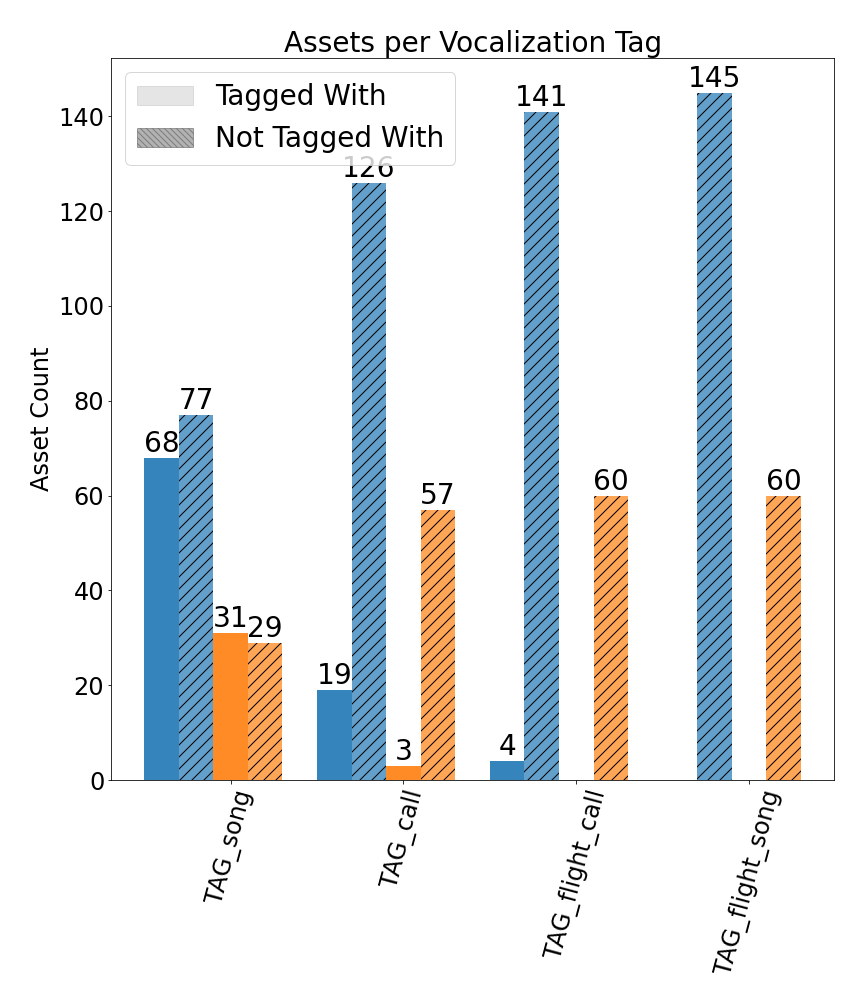 Assets per Vocalization Tag
Tagged With
Not Tagged With
Asset Count
140
120
100
80
60
40
20
0
68
77
31
29
19
126
3
57
4
141
60
145
60
TAG_song
TAG_call
TAG_flight_call
TAG_flight_song